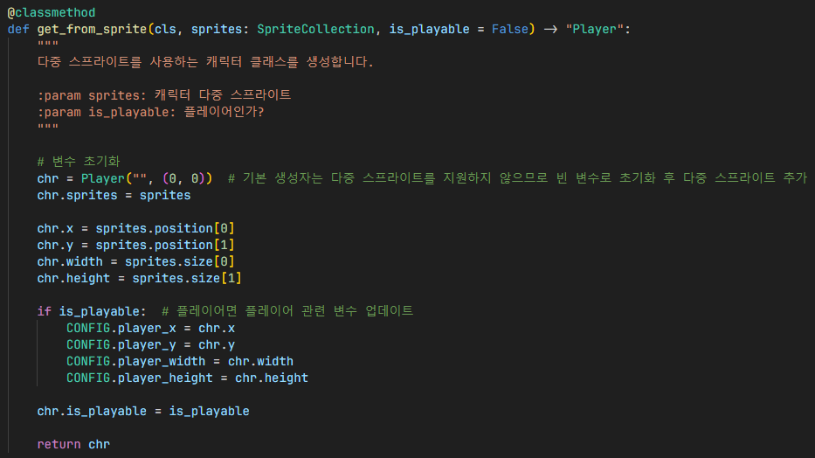 @classmethod
def get_from_sprite(cls, sprites: SpriteCollection, is_playable = False) -> "Player":
"""
다중 스프라이트를 사용하는 캐릭터 클래스를 생성합니다.
:param sprites: 캐릭터 다중 스프라이트
:param is_playable: 플레이어인가?
"""
# 변수 초기화
chr = Player("", (0, 0)) # 기본 생성자는 다중 스프라이트를 지원하지 않으므로 빈 변수로 초기화 후 다중 스프라이트 추가
chr.sprites = sprites
chr.x = sprites.position[0]
chr.y = sprites.position[1]
chr.width = sprites.size[0]
chr.height = sprites.size[1]
if is_playable: # 플레이어면 플레이어 관련 변수 업데이트
CONFIG.player_x = chr.x
CONFIG.player_y = chr.y
CONFIG.player_width = chr.width
CONFIG.player_height = chr.height
chr.is_playable = is_playable
return chr